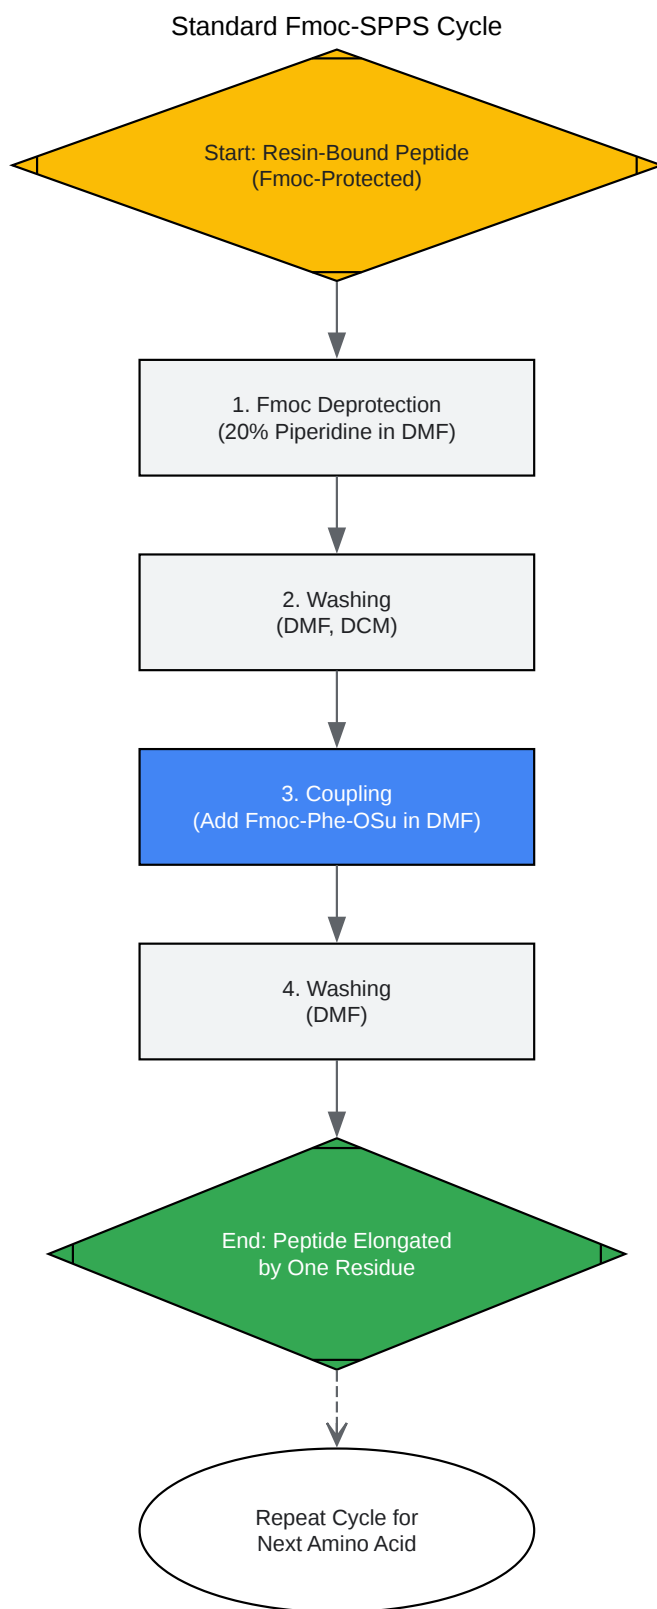 Standard Fmoc-SPPS Cycle
Start: Resin-Bound Peptide
(Fmoc-Protected)
1. Fmoc Deprotection
(20% Piperidine in DMF)
2. Washing
(DMF, DCM)
3. Coupling
(Add Fmoc-Phe-OSu in DMF)
4. Washing
(DMF)
End: Peptide Elongated
by One Residue
Repeat Cycle for
Next Amino Acid